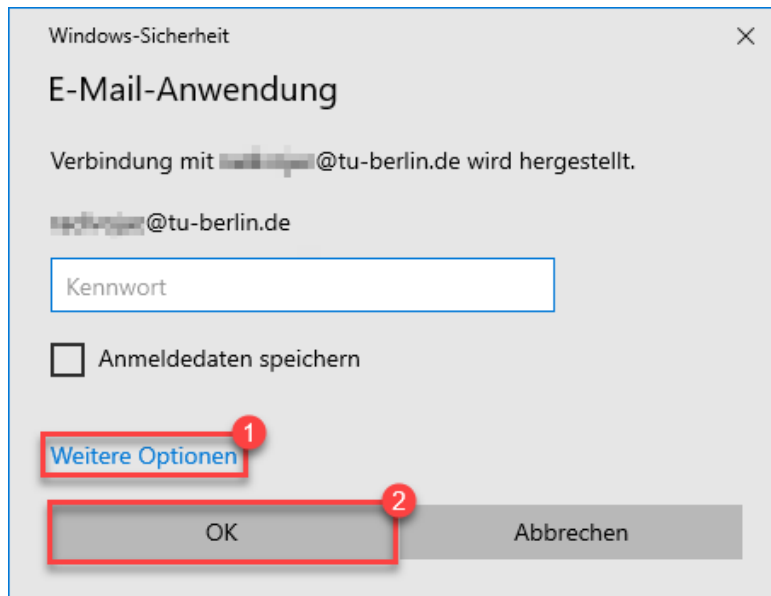 Windows-Sicherheit
E-Mail-Anwendung
Verbindung mit @tu-berlin.de wird hergestellt.
@tu-berlin.de
Kennwort
Anmeldedaten speichern
1
Weitere Optionen
2
OK
Abbrechen